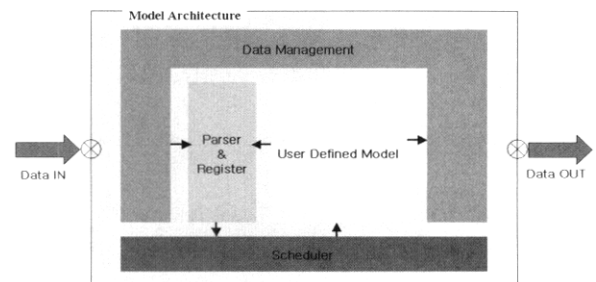 Model Architecture
Data Management
Parser
&
Register
User Defined Model
Data IN
Data OUT
Scheduler